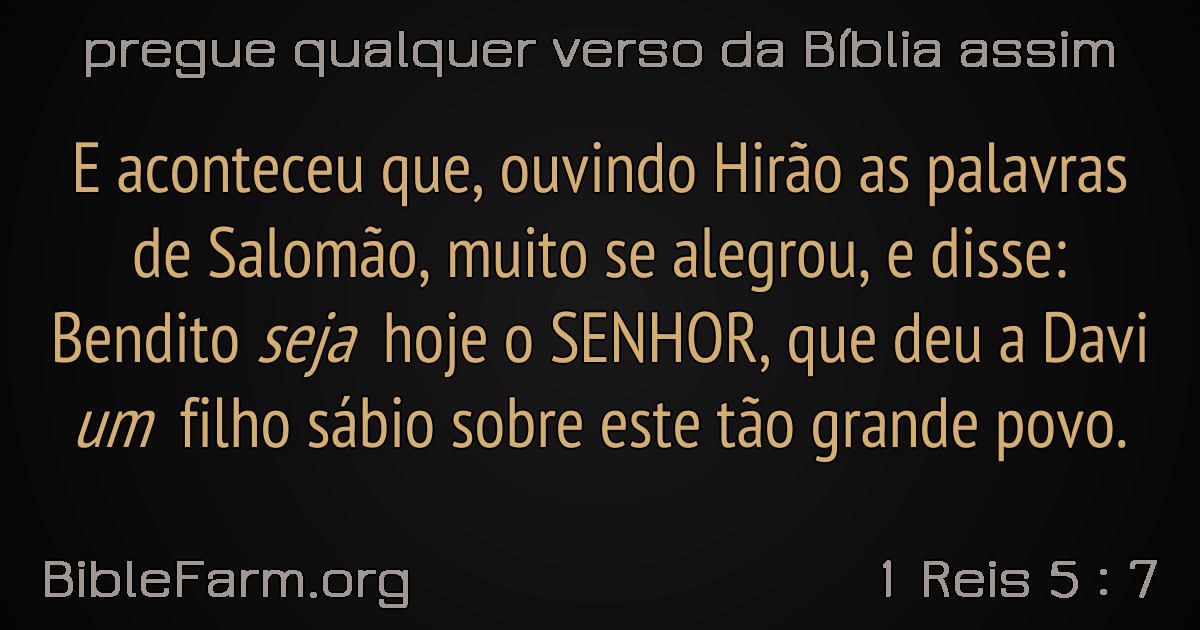 pregue qualquer verso da Bíblia assim
E aconteceu que, ouvindo Hirão as palavras
de Salomão, muito se alegrou, e disse:
Bendito seja hoje o SENHOR, que deu a Davi
um filho sábio sobre este tão grande povo.
BibleFarm.org 1 Reis 5 : 7